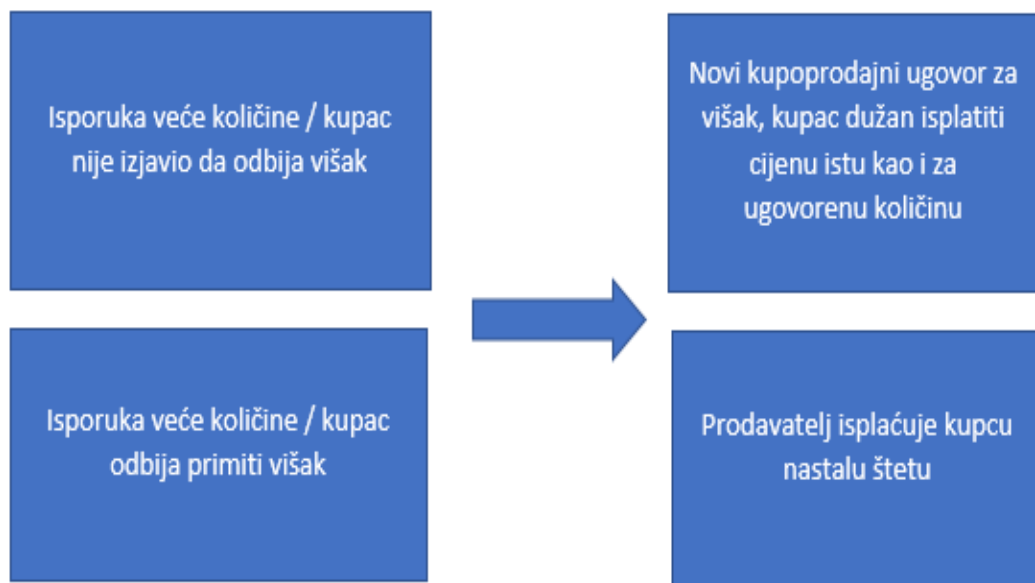 Isporuka veće količine / kupac
nije izjavio da odbija višak
Novi kupoprodajni ugovor za
višak, kupac dužan isplatiti
cijenu istu kao i za
ugovorenu količinu
Isporuka veće količine / kupac
odbija primiti višak
Prodavatelj isplaćuje kupcu
nastalu štetu